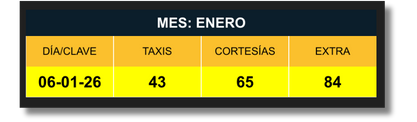 MES: ENERO
DÍA/CLAVE TAXIS CORTESÍAS EXTRA
06-01-26 43 65 84